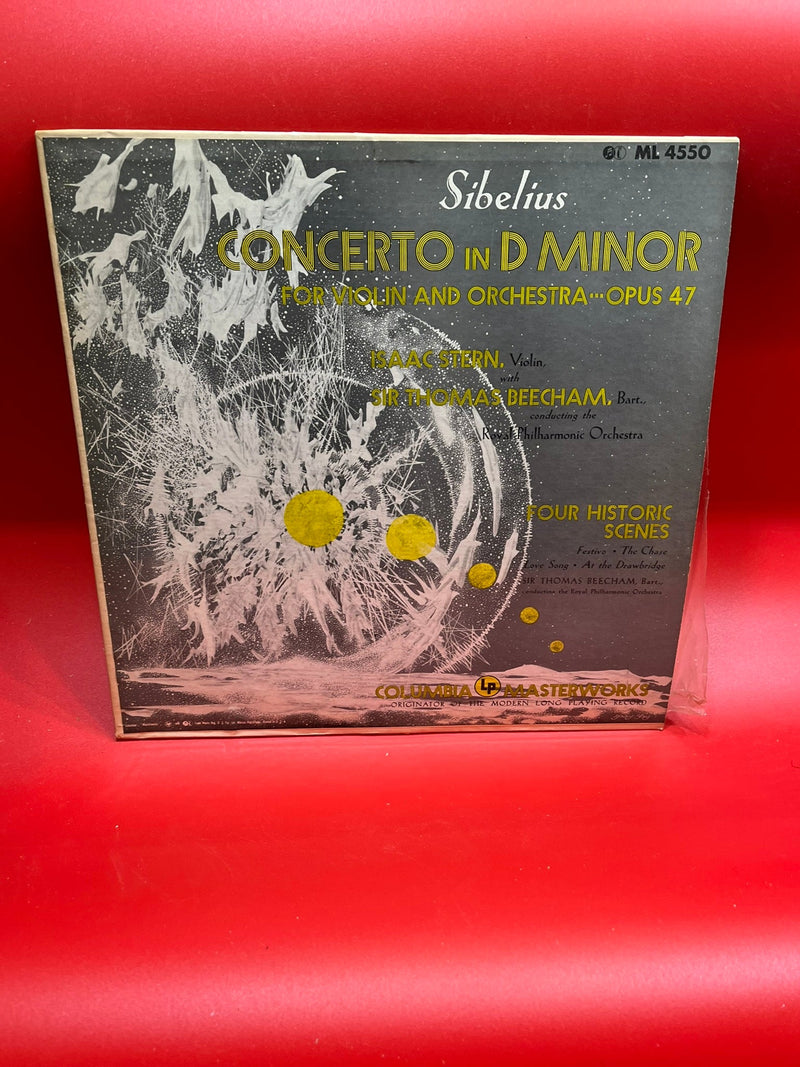 ML 4550
Sibelius
CONCERTO IN D MINOR
FOR VIOLIN AND ORCHESTRA···OPUS 47
ISAAC STERN, Violin,
with
SIR THOMAS BEECHAM, Bart.,
conducting the
Royal Philharmonic Orchestra
FOUR HISTORIC
SCENES
Festivo • The Chase
Love Song • At the Drawbridge
SIR THOMAS BEECHAM, Bart.,
conducting the Royal Philharmonic Orchestra
COLUMBIA LP MASTERWORKS
ORIGINATOR OF THE MODERN LONG PLAYING RECORD